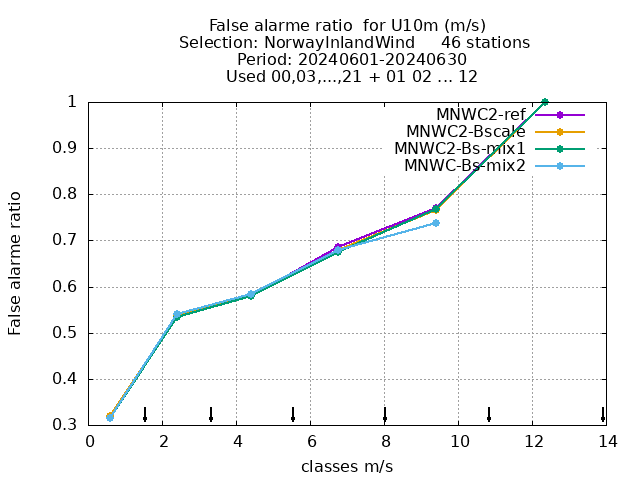 False alarme ratio  for U10m (m/s)
Selection: NorwayInlandWind     46 stations
Period: 20240601-20240630
Used 00,03,...,21 + 01 02 ... 12
MNWC2-ref
MNWC2-Bscale
MNWC2-Bs-mix1
MNWC-Bs-mix2
1
0.9
0.8
0.7
0.6
0.5
0.4
0.3
False alarme ratio
0 2 4 6 8 10 12 14
classes m/s